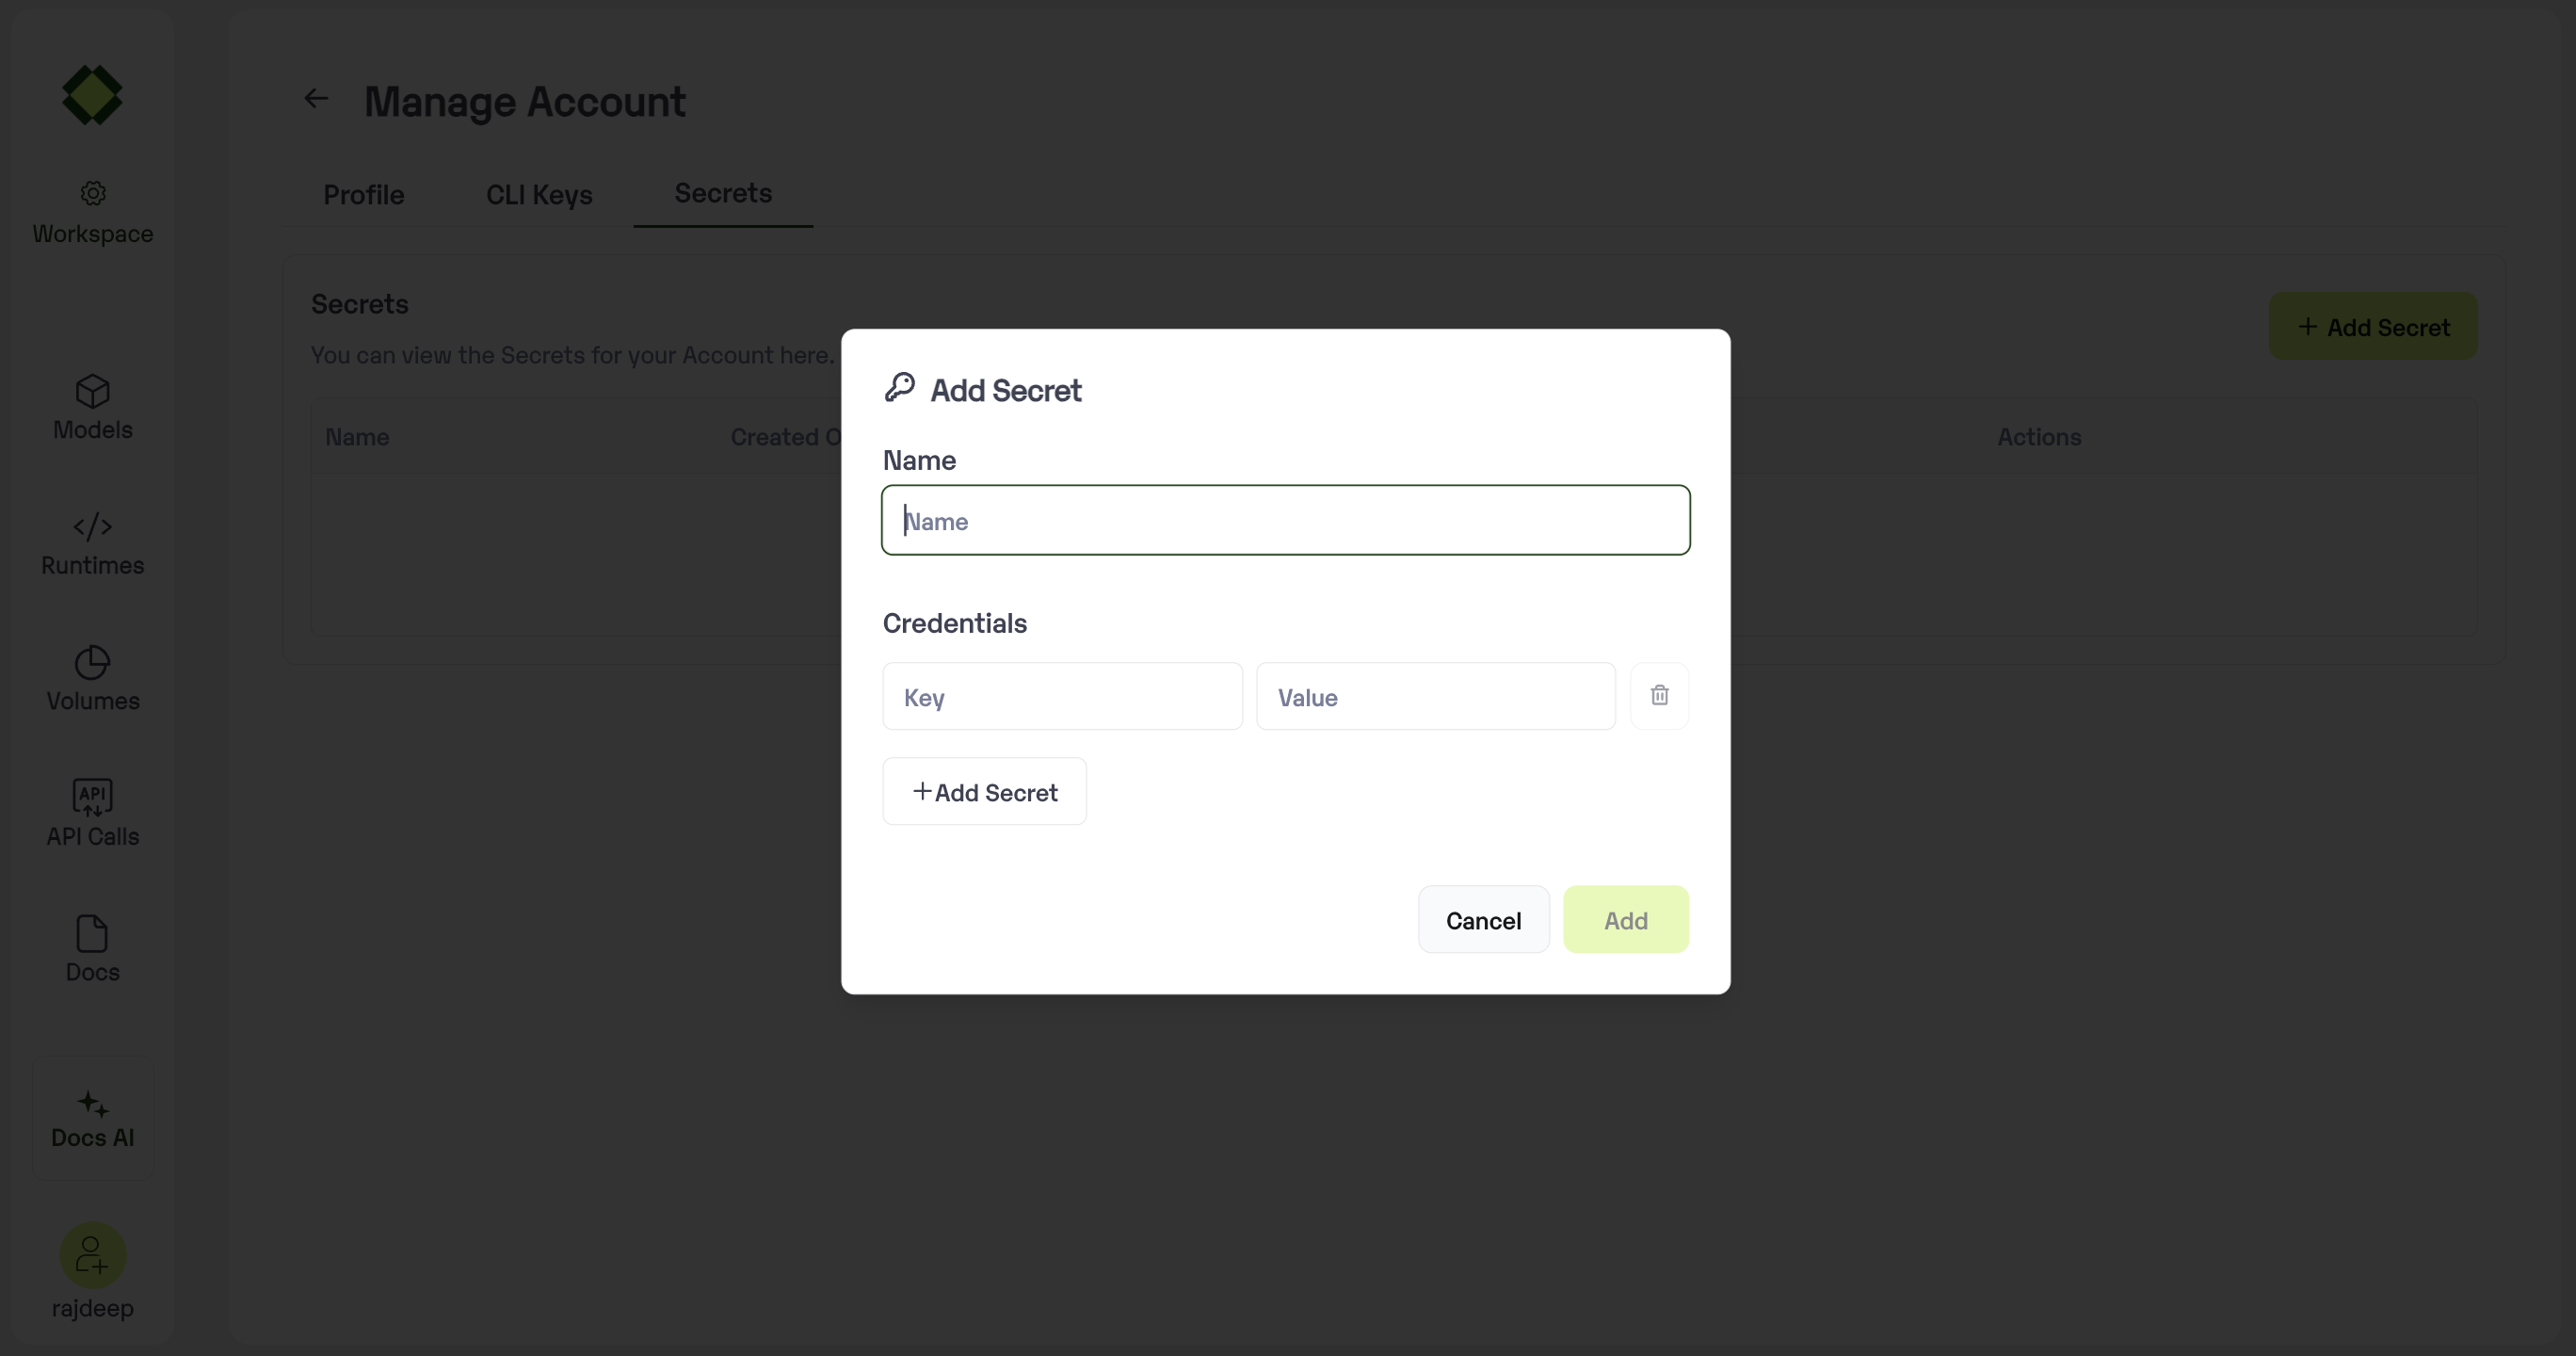 Manage Account
Profile
CLI Keys
Secrets
Workspace
Models
Runtimes
Volumes
API
API Calls
Docs
Docs AI
rajdeep
Secrets
You can view the Secrets for your Account here.
+ Add Secret
Name
Created O
Actions
Add Secret
Name
Name
Credentials
Key
Value
+Add Secret
Cancel
Add